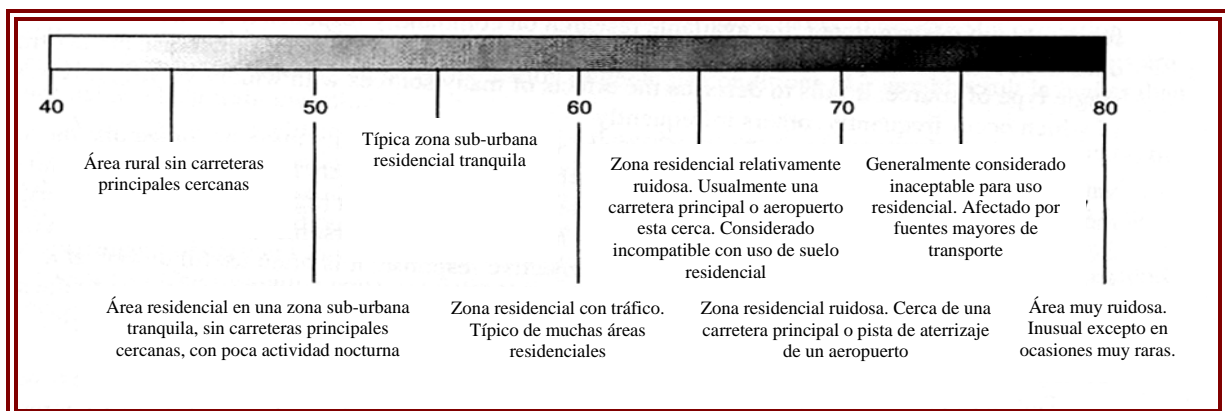 40 50 60 70 80
Área rural sin carreteras
principales cercanas
Área residencial en una zona sub-urbana
tranquila, sin carreteras principales
cercanas, con poca actividad nocturna
Típica zona sub-urbana
residencial tranquila
Zona residencial con tráfico.
Típico de muchas áreas
residenciales
Zona residencial relativamente
ruidosa. Usualmente una
carretera principal o aeropuerto
esta cerca. Considerado
incompatible con uso de suelo
residencial
Zona residencial ruidosa. Cerca de una
carretera principal o pista de aterrizaje
de un aeropuerto
Generalmente considerado
inaceptable para uso
residencial. Afectado por
fuentes mayores de
transporte
Área muy ruidosa.
Inusual excepto en
ocasiones muy raras.